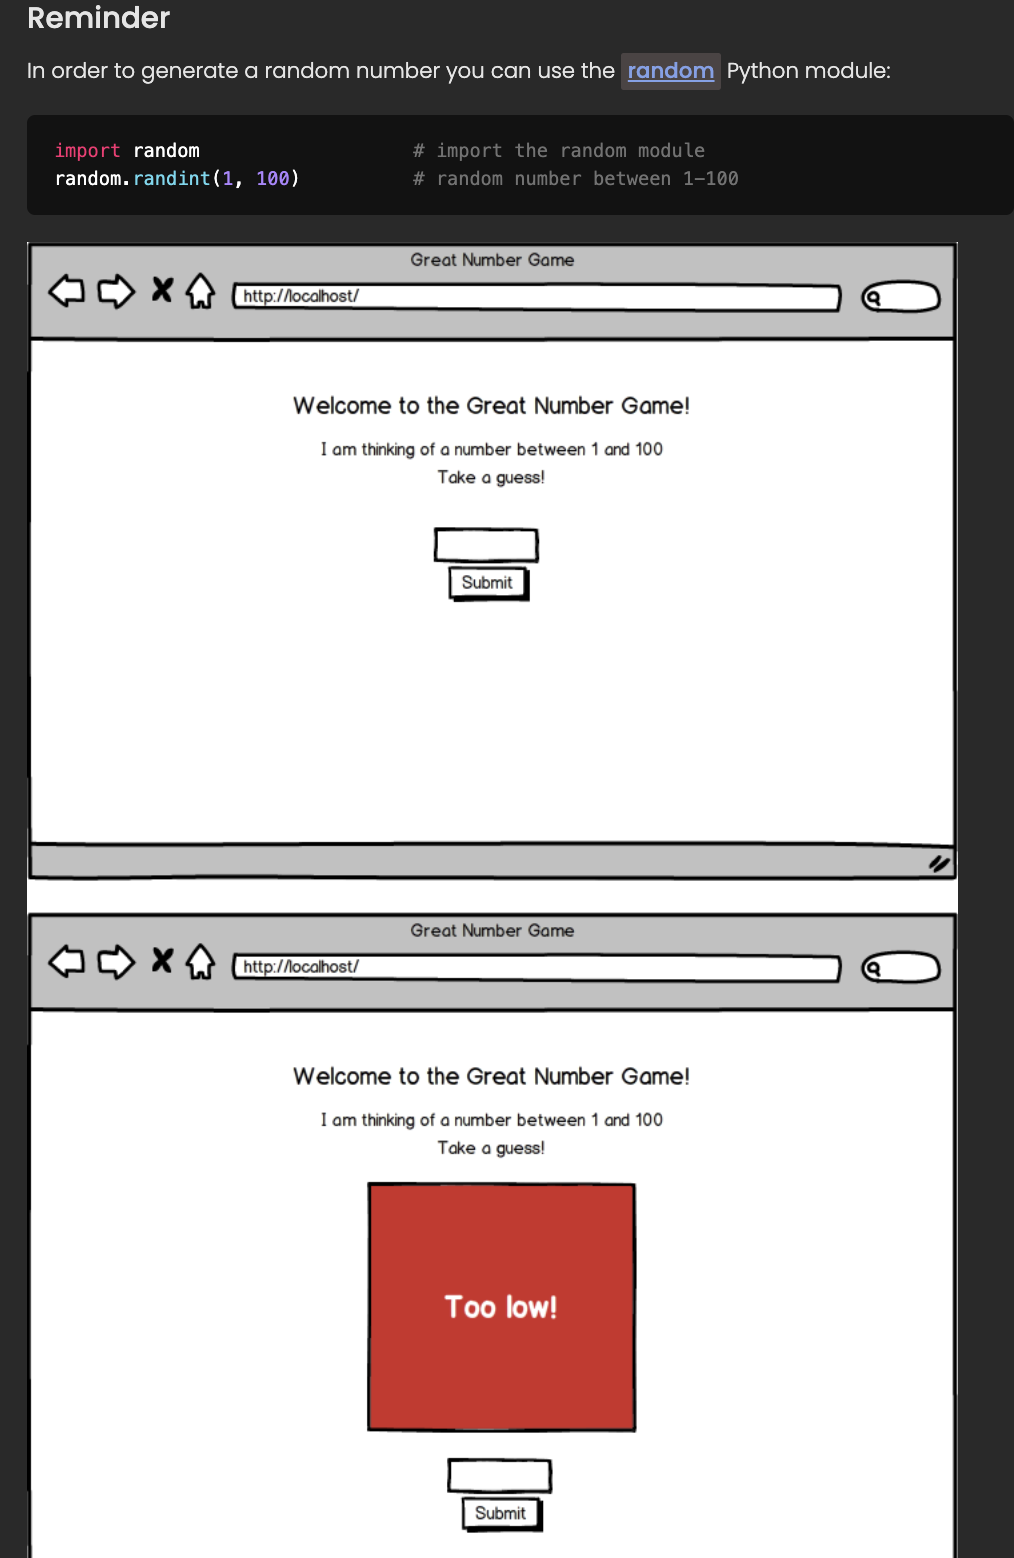 Reminder
In order to generate a random number you can use the random Python module:
import random # import the random module
random.randint(1, 100) # random number between 1-100
Great Number Game
http://localhost/
Welcome to the Great Number Game!
I am thinking of a number between 1 and 100
Take a guess!
Submit
Great Number Game
http://localhost/
Welcome to the Great Number Game!
I am thinking of a number between 1 and 100
Take a guess!
Too low!
Submit